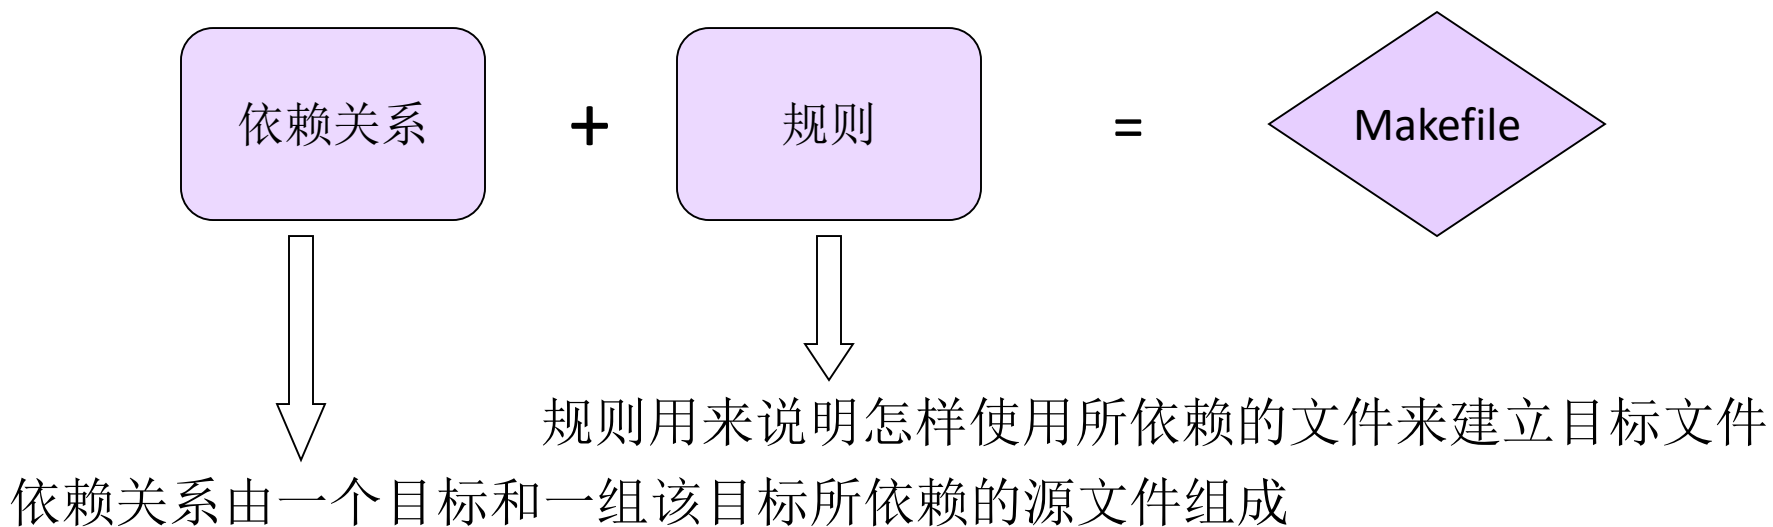 依赖关系 + 规则 = Makefile
规则用来说明怎样使用所依赖的文件来建立目标文件
依赖关系由一个目标和一组该目标所依赖的源文件组成